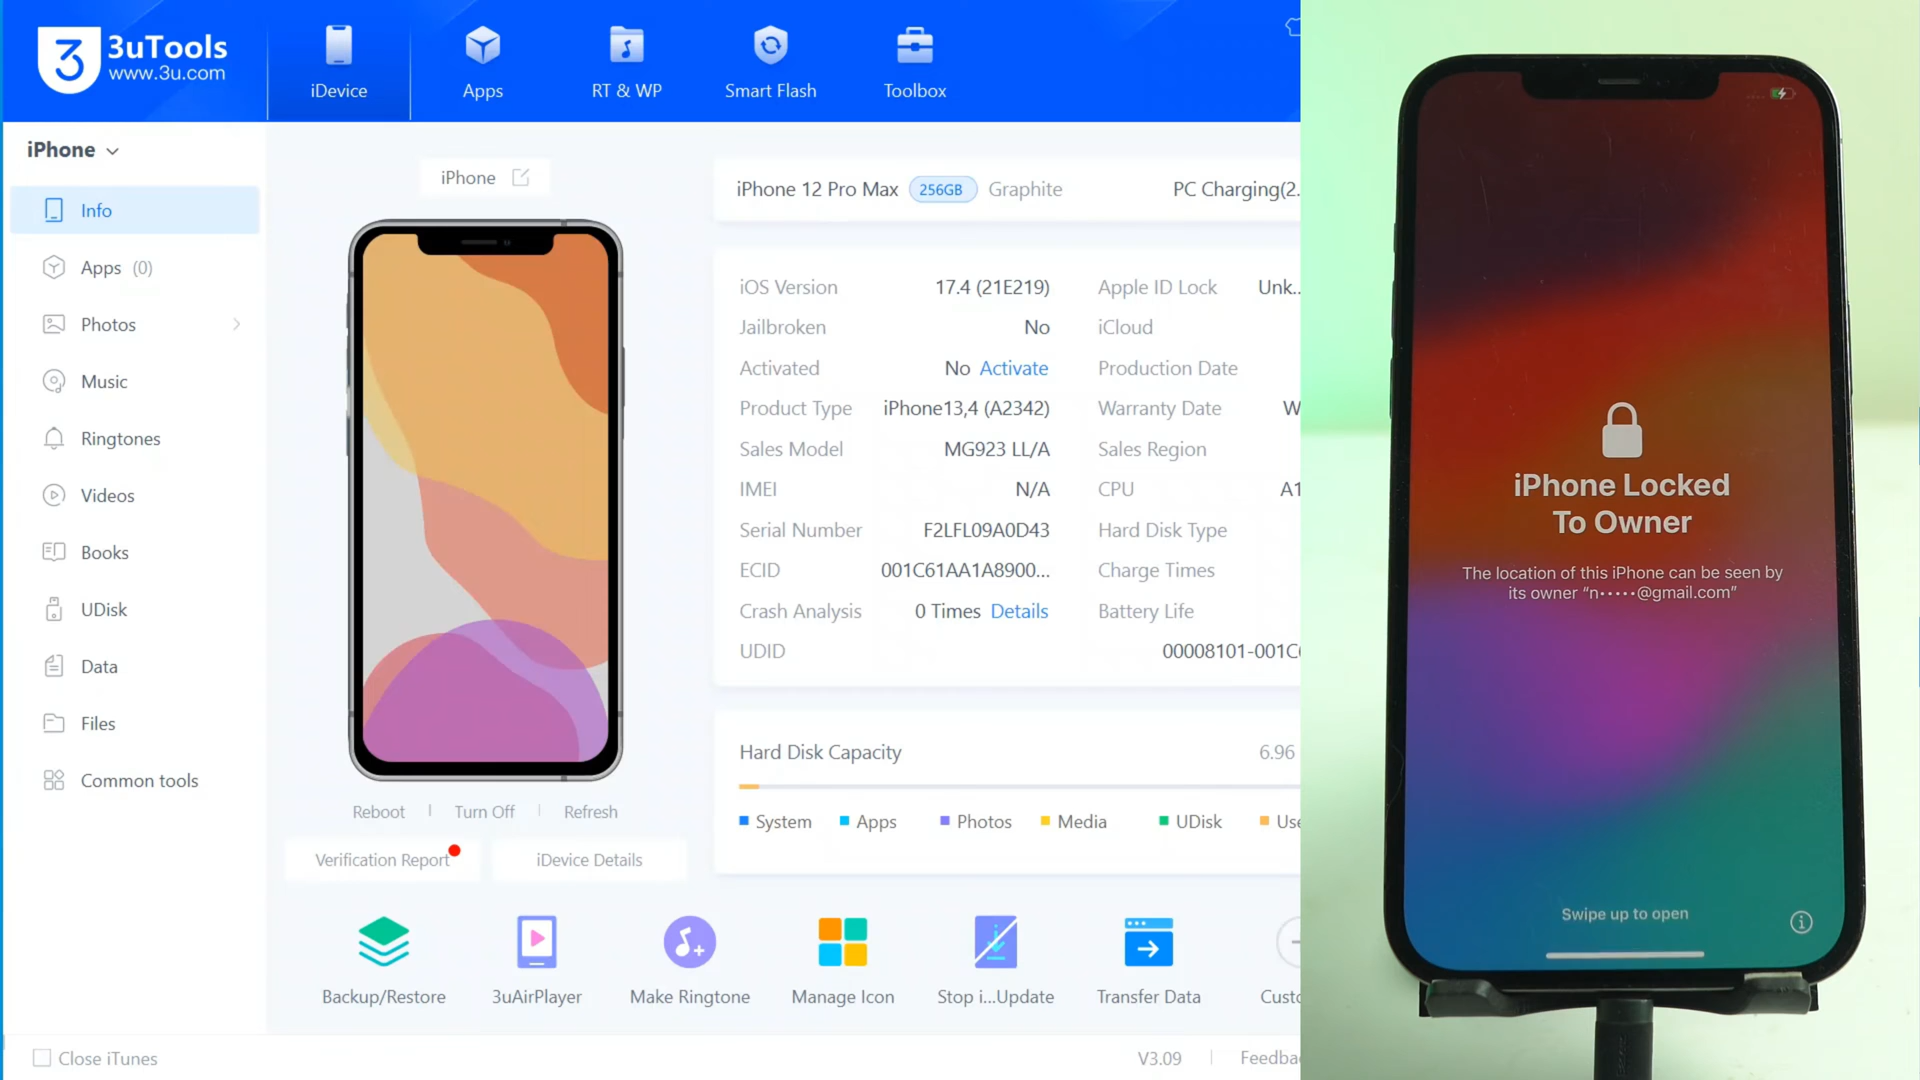 3uTools
www.3u.com
iDevice
Apps
RT & WP
Smart Flash
Toolbox
iPhone
Info
Apps (0)
Photos
Music
Ringtones
Videos
Books
UDisk
Data
Files
Common tools
Close iTunes
iPhone
Reboot
Turn Off
Refresh
Verification Report
iDevice Details
iPhone 12 Pro Max 256GB Graphite PC Charging(2.
iOS Version 17.4 (21E219) Apple ID Lock Unk...
Jailbroken No iCloud
Activated No Activate Production Date
Product Type iPhone13,4 (A2342) Warranty Date W
Sales Model MG923 LL/A Sales Region
IMEI N/A CPU A1
Serial Number F2LFL09A0D43 Hard Disk Type
ECID 001C61AA1A8900... Charge Times
Crash Analysis 0 Times Details Battery Life
UDID 00008101-001C6
Hard Disk Capacity 6.96
System Apps Photos Media UDisk Use
Backup/Restore
3uAirPlayer
Make Ringtone
Manage Icon
Stop i...Update
Transfer Data
Custo
V3.09
Feedba
iPhone Locked
To Owner
The location of this iPhone can be seen by
its owner “n•••••@gmail.com”
Swipe up to open